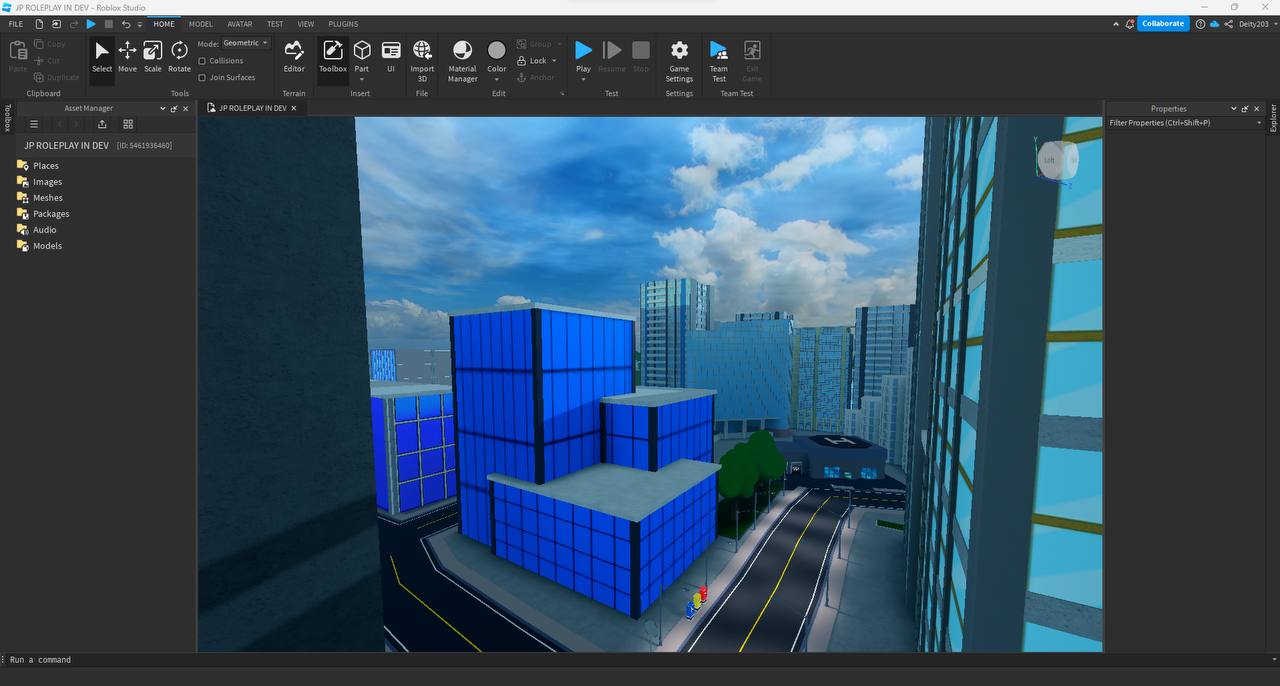 JP ROLEPLAY IN DEV - Roblox Studio
FILE HOME MODEL AVATAR TEST VIEW PLUGINS
Collaborate Deity203
Paste Copy Cut Duplicate
Clipboard
Select Move Scale Rotate
Mode: Geometric
Collisions
Join Surfaces
Tools
Editor
Terrain
Toolbox Part UI
Insert
Import 3D
File
Material Manager Color Group Lock Anchor
Edit
Play Resume Stop
Test
Game Settings
Settings
Team Test Exit Game
Team Test
Toolbox
Asset Manager
JP ROLEPLAY IN DEV [ID: 5461936460]
Places
Images
Meshes
Packages
Audio
Models
JP ROLEPLAY IN DEV
Y
Left
Z
H
Properties
Filter Properties (Ctrl+Shift+P)
Explorer
Run a command